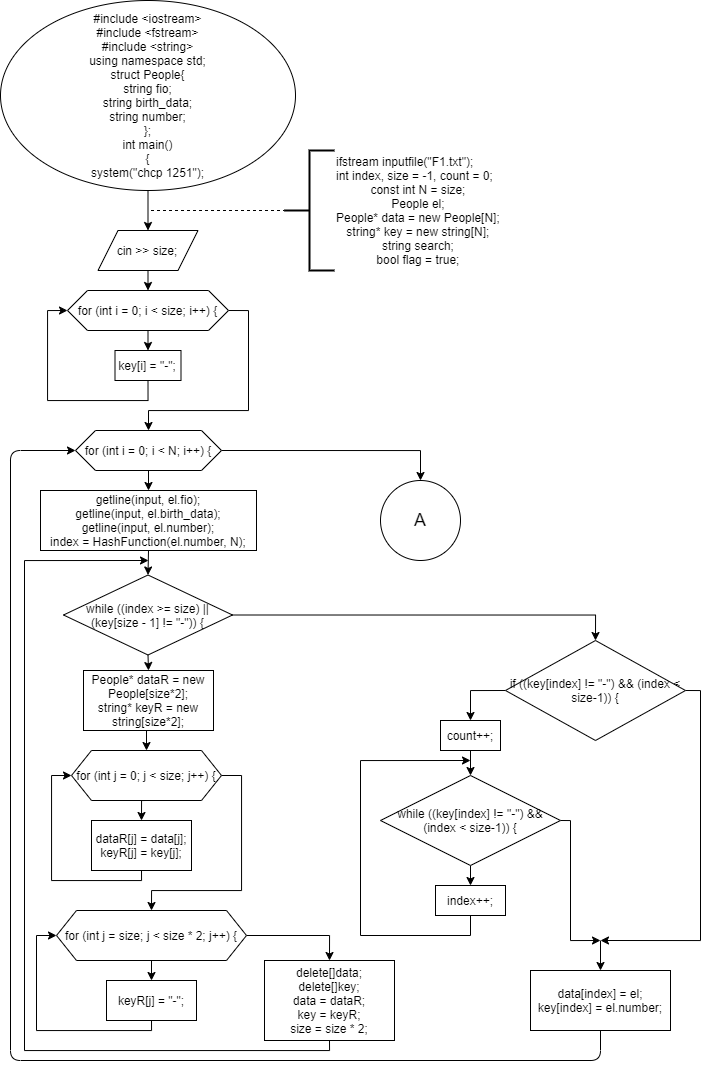 #include <iostream>
#include <fstream>
#include <string>
using namespace std;
struct People{
string fio;
string birth_data;
string number;
};
int main()
{
system("chcp 1251");
ifstream inputfile("F1.txt");
int index, size = -1, count = 0;
const int N = size;
People el;
People* data = new People[N];
string* key = new string[N];
string search;
bool flag = true;
cin >> size;
for (int i = 0; i < size; i++) {
key[i] = "-";
for (int i = 0; i < N; i++) {
getline(input, el.fio);
getline(input, el.birth_data);
getline(input, el.number);
index = HashFunction(el.number, N);
A
while ((index >= size) ||
(key[size - 1] != "-")) {
People* dataR = new
People[size*2];
string* keyR = new
string[size*2];
for (int j = 0; j < size; j++) {
dataR[j] = data[j];
keyR[j] = key[j];
for (int j = size; j < size * 2; j++) {
keyR[j] = "-";
delete[]data;
delete[]key;
data = dataR;
key = keyR;
size = size * 2;
if ((key[index] != "-") && (index <
size-1)) {
count++;
while ((key[index] != "-") &&
(index < size-1)) {
index++;
data[index] = el;
key[index] = el.number;